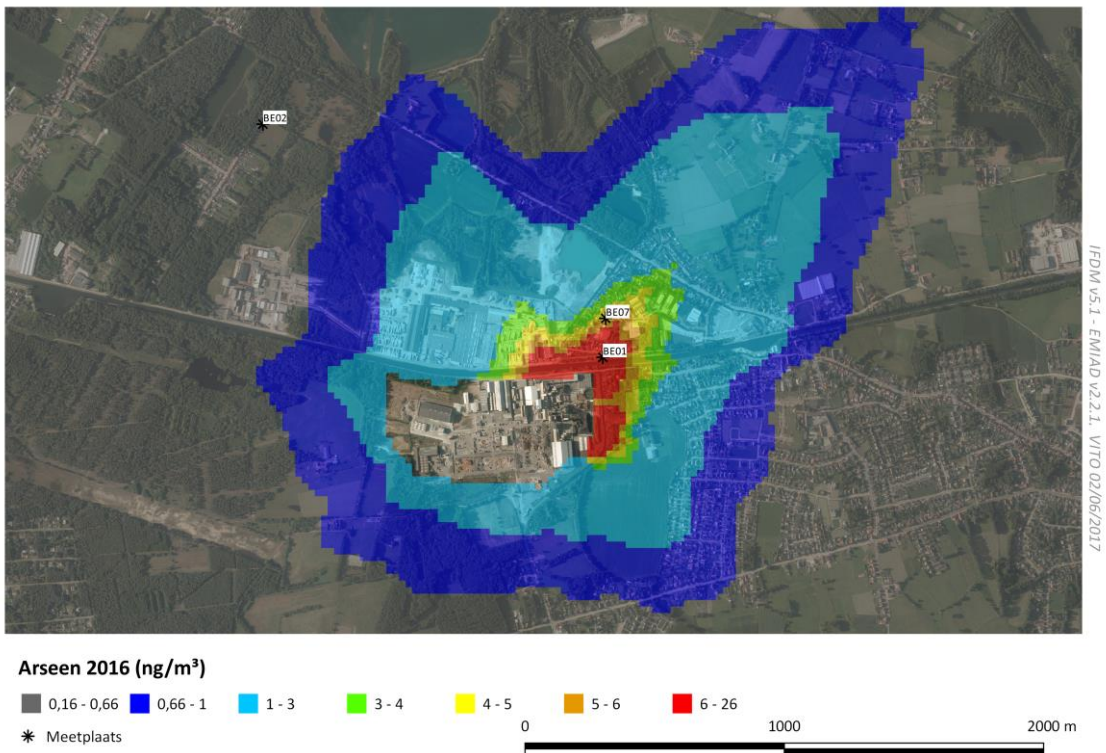 BE02
BE07
BE01
IFDM v5.1 - EMIAD v2.2.1. VITO 02/06/2017
Arseen 2016 (ng/m³)
0,16 - 0,66 0,66 - 1 1 - 3 3 - 4 4 - 5 5 - 6 6 - 26
Meetplaats
0 1000 2000 m